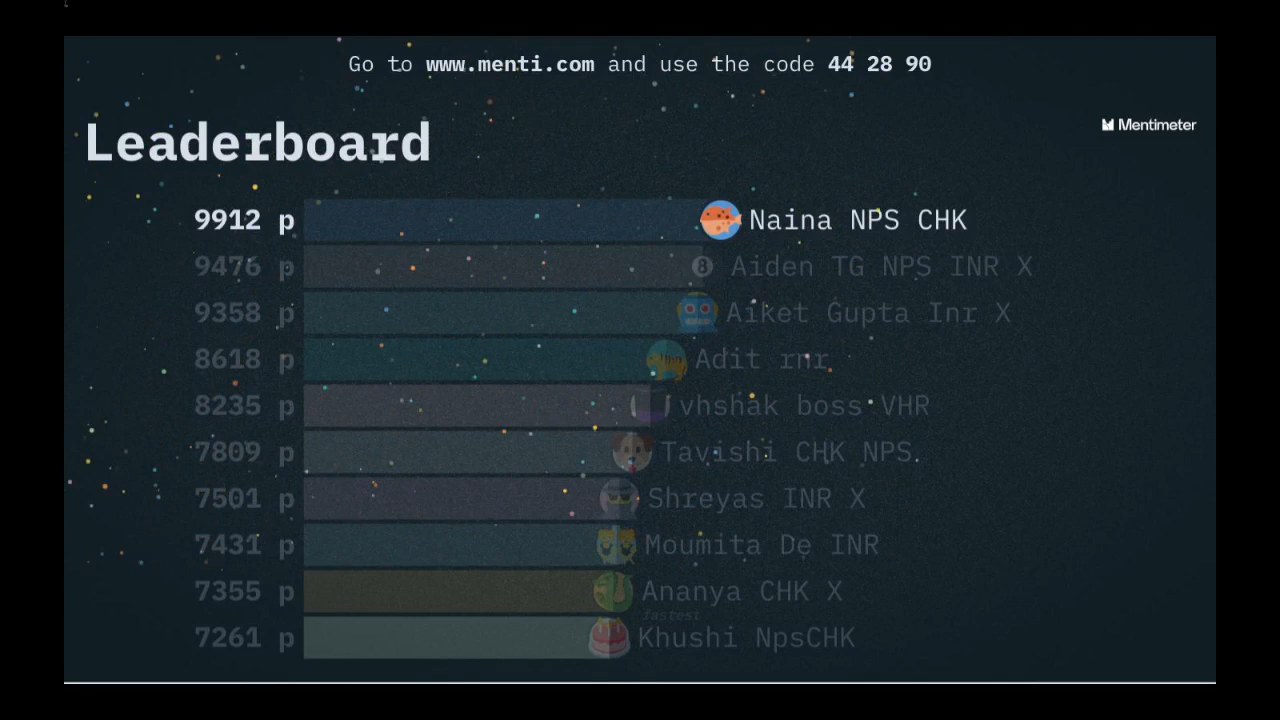 Go to www.menti.com and use the code 44 28 90
Mentimeter
Leaderboard
9912 p Naina NPS CHK
9476 p 8 Aiden TG NPS INR X
9358 p Aiket Gupta Inr X
8618 p Adit rnr
8235 p vhshak boss VHR
7809 p Tavishi CHK NPS.
7501 p Shreyas INR X
7431 p Moumita De INR
7355 p Ananya CHK X
fastest
7261 p Khushi NpsCHK